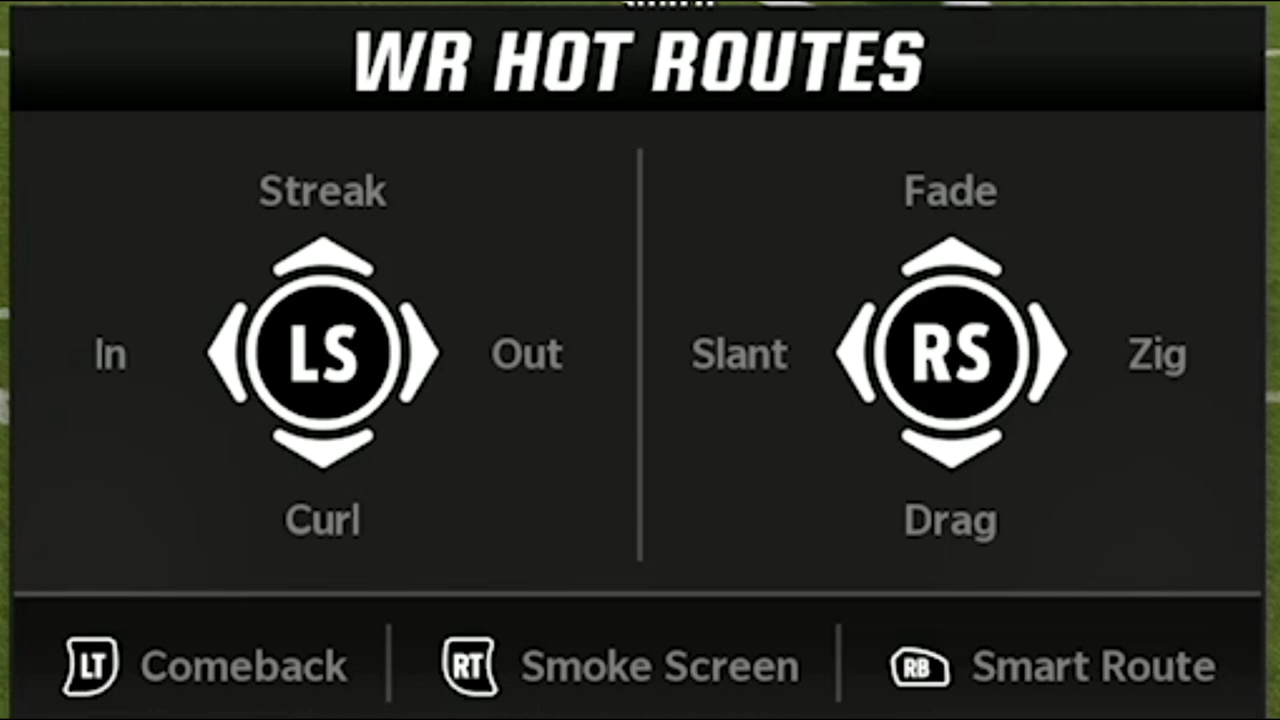 WR HOT ROUTES
Streak
Fade
In
LS
Out
Slant
RS
Zig
Curl
Drag
LT Comeback
RT Smoke Screen
RB Smart Route